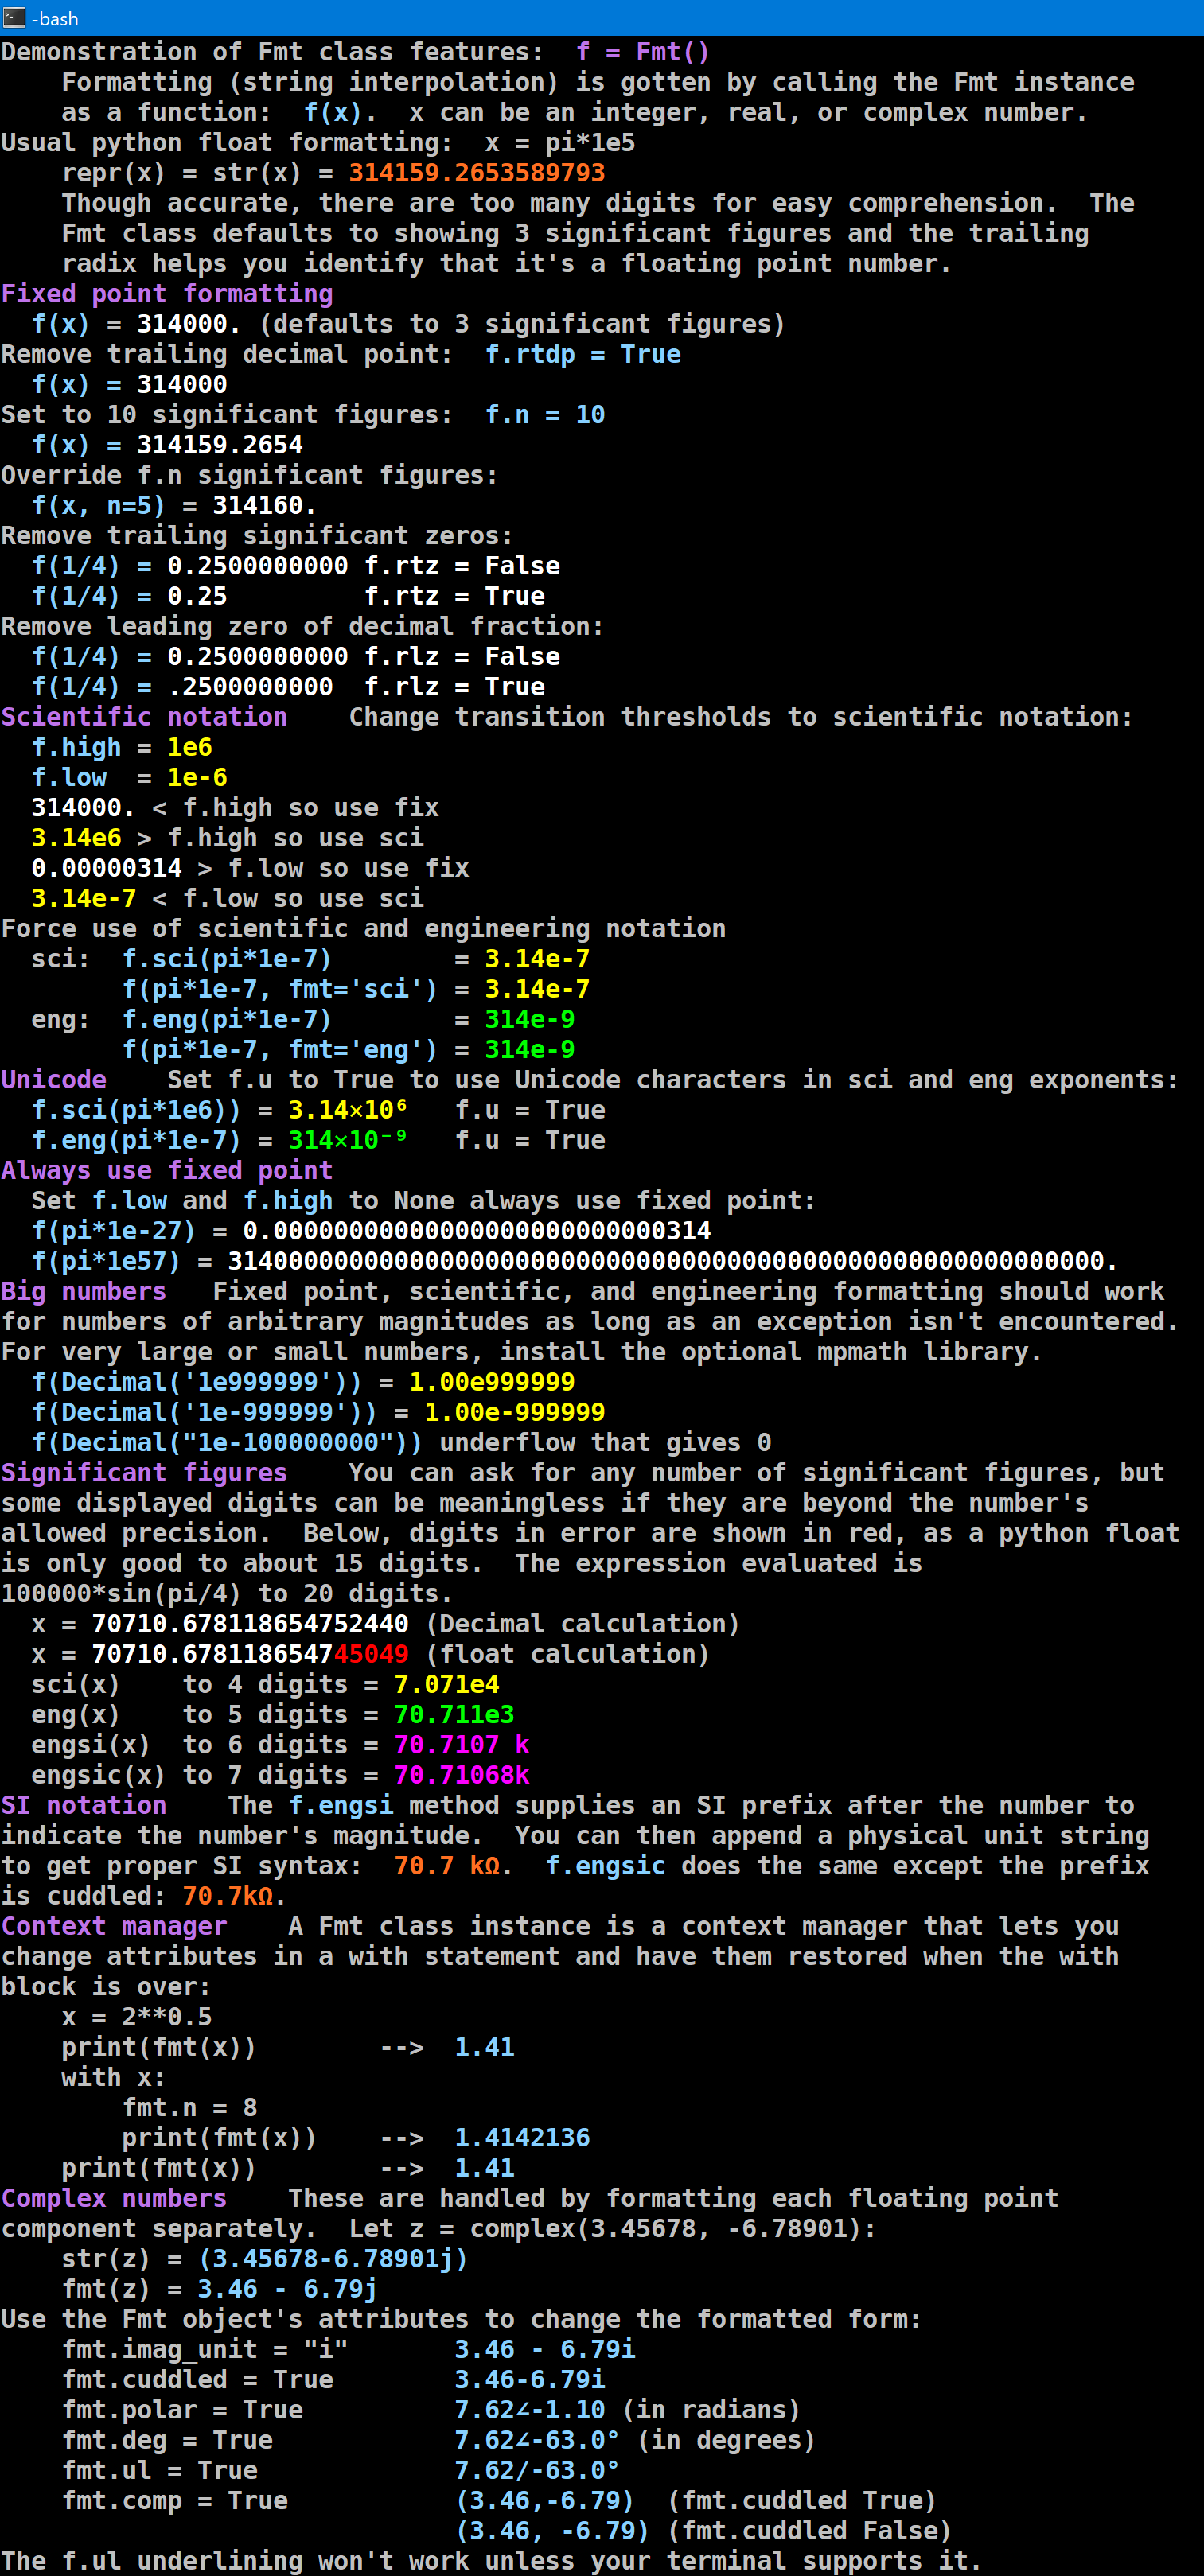 -bash
Demonstration of Fmt class features:  f = Fmt()
    Formatting (string interpolation) is gotten by calling the Fmt instance
    as a function:  f(x).  x can be an integer, real, or complex number.
Usual python float formatting:  x = pi*1e5
    repr(x) = str(x) = 314159.2653589793
    Though accurate, there are too many digits for easy comprehension.  The
    Fmt class defaults to showing 3 significant figures and the trailing
    radix helps you identify that it's a floating point number.
Fixed point formatting
  f(x) = 314000. (defaults to 3 significant figures)
Remove trailing decimal point:  f.rtdp = True
  f(x) = 314000
Set to 10 significant figures:  f.n = 10
  f(x) = 314159.2654
Override f.n significant figures:
  f(x, n=5) = 314160.
Remove trailing significant zeros:
  f(1/4) = 0.2500000000 f.rtz = False
  f(1/4) = 0.25         f.rtz = True
Remove leading zero of decimal fraction:
  f(1/4) = 0.2500000000 f.rlz = False
  f(1/4) = .2500000000  f.rlz = True
Scientific notation    Change transition thresholds to scientific notation:
  f.high = 1e6
  f.low  = 1e-6
  314000. < f.high so use fix
  3.14e6 > f.high so use sci
  0.00000314 > f.low so use fix
  3.14e-7 < f.low so use sci
Force use of scientific and engineering notation
  sci:  f.sci(pi*1e-7)        = 3.14e-7
        f(pi*1e-7, fmt='sci') = 3.14e-7
  eng:  f.eng(pi*1e-7)        = 314e-9
        f(pi*1e-7, fmt='eng') = 314e-9
Unicode    Set f.u to True to use Unicode characters in sci and eng exponents:
  f.sci(pi*1e6)) = 3.14×10⁶   f.u = True
  f.eng(pi*1e-7) = 314×10⁻⁹   f.u = True
Always use fixed point
  Set f.low and f.high to None always use fixed point:
  f(pi*1e-27) = 0.00000000000000000000000000314
  f(pi*1e57) = 3140000000000000000000000000000000000000000000000000000000.
Big numbers   Fixed point, scientific, and engineering formatting should work
for numbers of arbitrary magnitudes as long as an exception isn't encountered.
For very large or small numbers, install the optional mpmath library.
  f(Decimal('1e999999')) = 1.00e999999
  f(Decimal('1e-999999')) = 1.00e-999999
  f(Decimal("1e-100000000")) underflow that gives 0
Significant figures    You can ask for any number of significant figures, but
some displayed digits can be meaningless if they are beyond the number's
allowed precision.  Below, digits in error are shown in red, as a python float
is only good to about 15 digits.  The expression evaluated is
100000*sin(pi/4) to 20 digits.
  x = 70710.678118654752440 (Decimal calculation)
  x = 70710.678118654745049 (float calculation)
  sci(x)    to 4 digits = 7.071e4
  eng(x)    to 5 digits = 70.711e3
  engsi(x)  to 6 digits = 70.7107 k
  engsic(x) to 7 digits = 70.71068k
SI notation    The f.engsi method supplies an SI prefix after the number to
indicate the number's magnitude.  You can then append a physical unit string
to get proper SI syntax:  70.7 kΩ.  f.engsic does the same except the prefix
is cuddled: 70.7kΩ.
Context manager    A Fmt class instance is a context manager that lets you
change attributes in a with statement and have them restored when the with
block is over:
    x = 2**0.5
    print(fmt(x))        -->  1.41
    with x:
        fmt.n = 8
        print(fmt(x))    -->  1.4142136
    print(fmt(x))        -->  1.41
Complex numbers    These are handled by formatting each floating point
component separately.  Let z = complex(3.45678, -6.78901):
    str(z) = (3.45678-6.78901j)
    fmt(z) = 3.46 - 6.79j
Use the Fmt object's attributes to change the formatted form:
    fmt.imag_unit = "i"       3.46 - 6.79i
    fmt.cuddled = True        3.46-6.79i
    fmt.polar = True          7.62∠-1.10 (in radians)
    fmt.deg = True            7.62∠-63.0° (in degrees)
    fmt.ul = True             7.62/-63.0°
    fmt.comp = True           (3.46,-6.79)  (fmt.cuddled True)
                              (3.46, -6.79) (fmt.cuddled False)
The f.ul underlining won't work unless your terminal supports it.